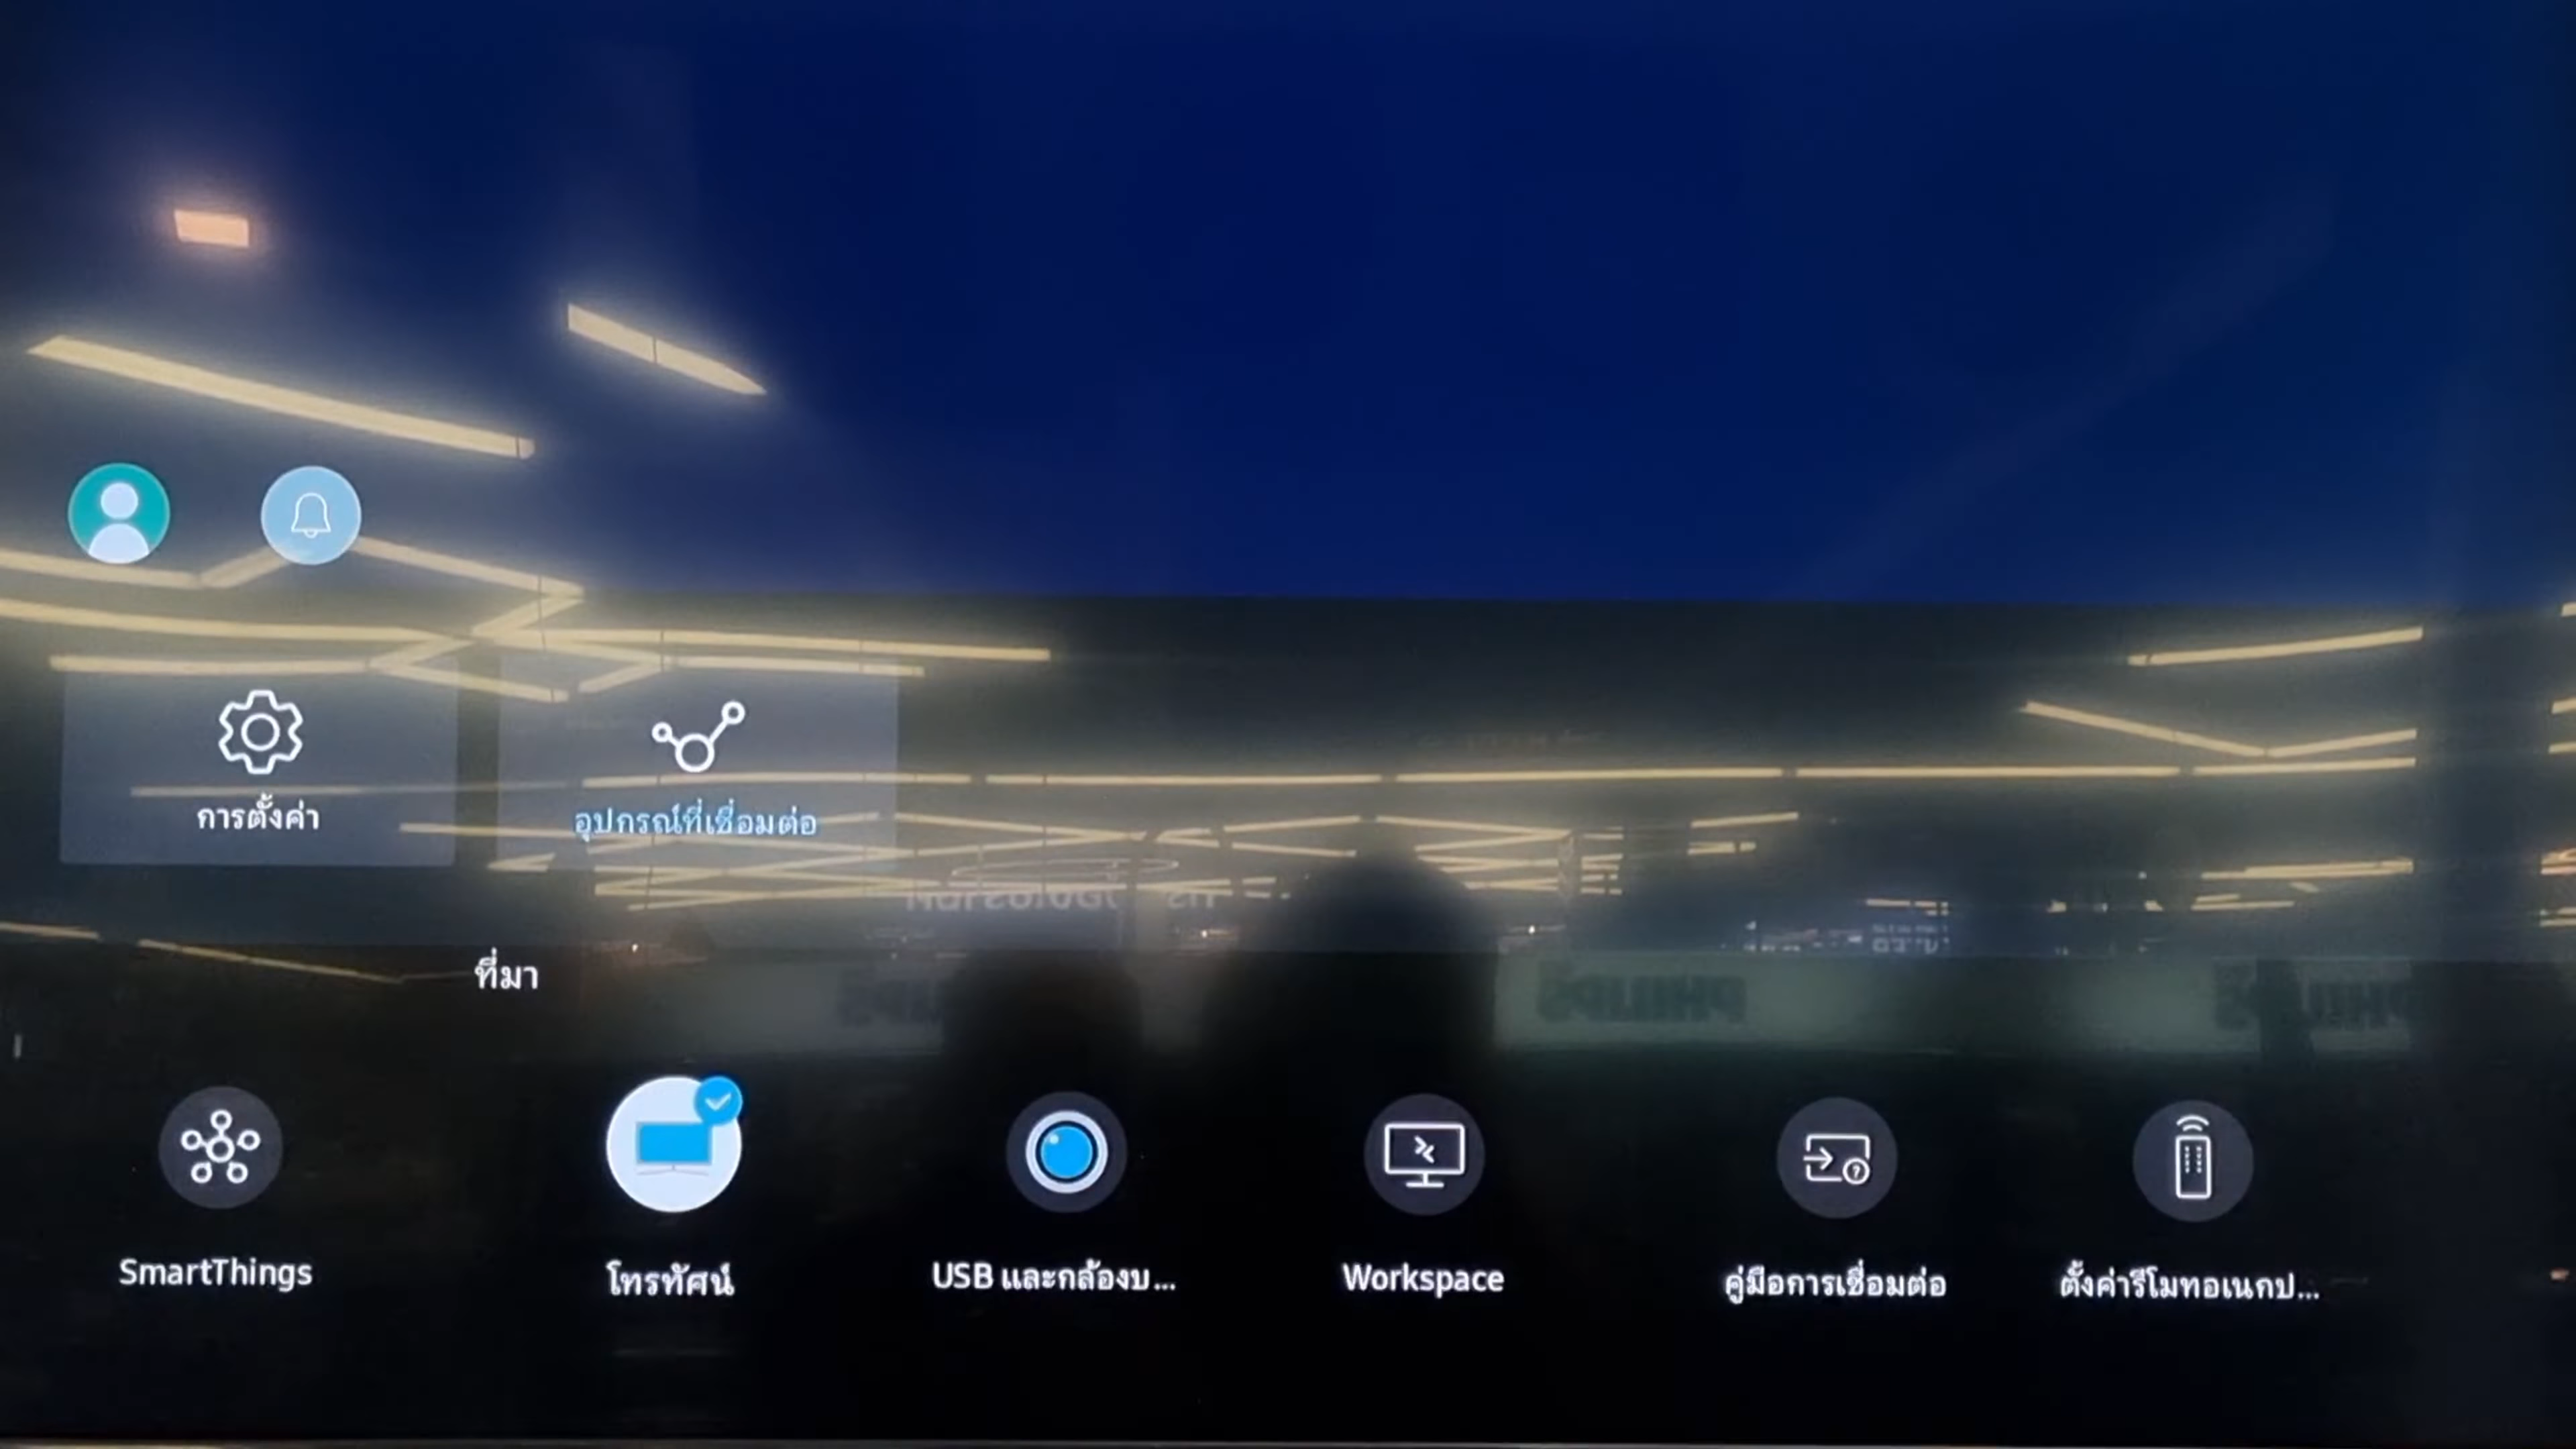 การตั้งค่า
อุปกรณ์ที่เชื่อมต่อ
ที่มา
PHILIPS
SmartThings
โทรทัศน์
USB และกล้องบ...
Workspace
คู่มือการเชื่อมต่อ
ตั้งค่ารีโมทอเนกป...